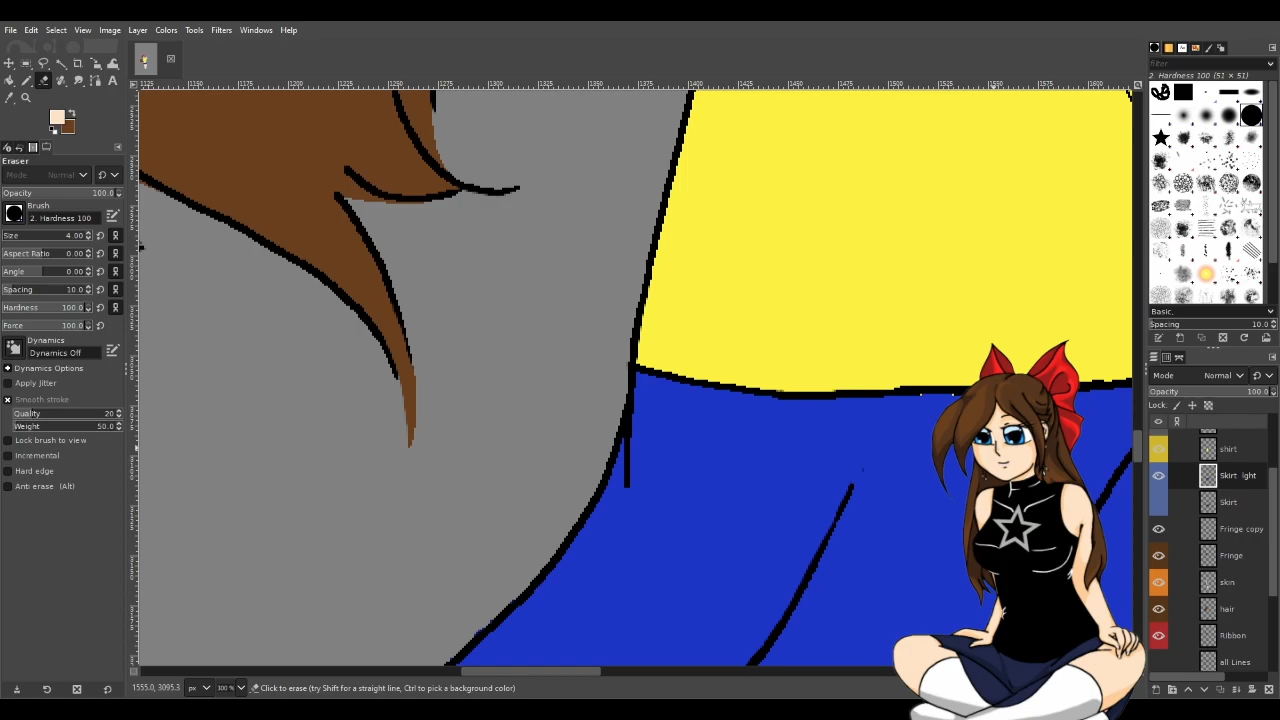 File Edit Select View Image Layer Colors Tools Filters Windows Help
filter
2. Hardness 100 (51 × 51)
Eraser
Mode Normal
Opacity 100.0
Brush
2. Hardness 100
Size 4.00
Aspect Ratio 0.00
Angle 0.00
Spacing 10.0
Hardness 100.0
Force 100.0
Dynamics
Dynamics Off
Dynamics Options
Apply Jitter
Smooth stroke
Quality 20
Weight 50.0
Lock brush to view
Incremental
Hard edge
Anti erase (Alt)
Basic,
Spacing 10.0
Mode Normal
Opacity 100.0
Lock:
shirt
Skirt light
Skirt
Fringe copy
Fringe
skin
hair
Ribbon
all Lines
1555.0, 3095.3 px 300 % Click to erase (try Shift for a straight line, Ctrl to pick a background color)